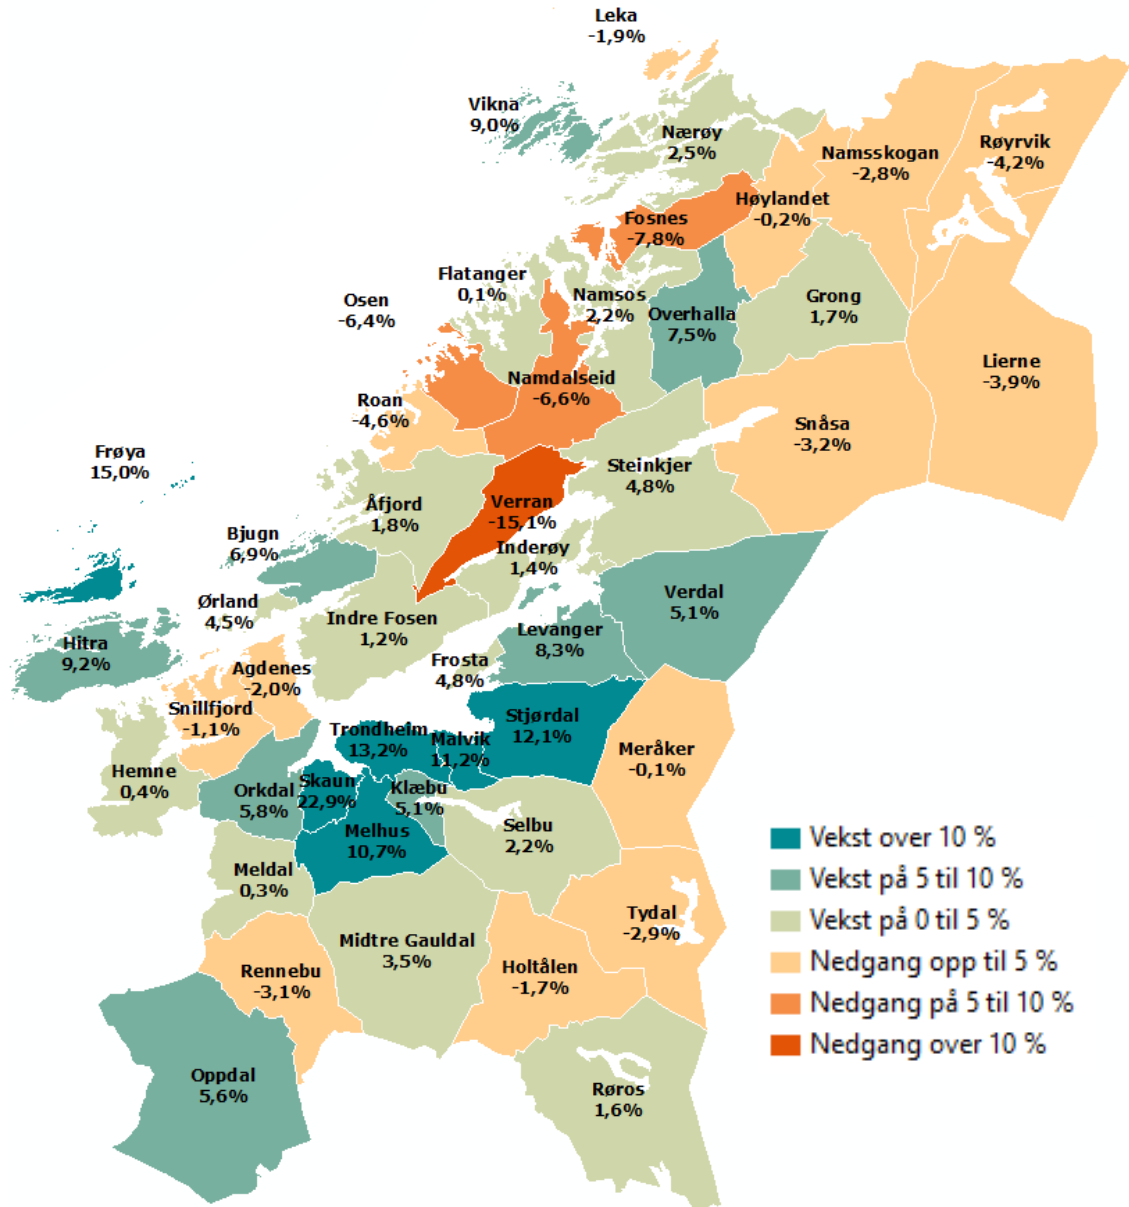 Leka
-1,9%
Vikna
9,0%
Nærøy
2,5%
Namsskogan
-2,8%
Røyrvik
-4,2%
Høylandet
-0,2%
Fosnes
-7,8%
Flatanger
0,1%
Namsos
2,2%
Overhalla
7,5%
Grong
1,7%
Osen
-6,4%
Lierne
-3,9%
Namdalseid
-6,6%
Roan
-4,6%
Snåsa
-3,2%
Frøya
15,0%
Steinkjer
4,8%
Åfjord
1,8%
Verran
-15,1%
Bjugn
6,9%
Inderøy
1,4%
Verdal
5,1%
Ørland
4,5%
Indre Fosen
1,2%
Levanger
8,3%
Hitra
9,2%
Frosta
4,8%
Agdenes
-2,0%
Snillfjord
-1,1%
Stjørdal
12,1%
Trondheim
13,2%
Malvik
11,2%
Meråker
-0,1%
Hemne
0,4%
Orkdal
5,8%
Skaun
22,9%
Klæbu
5,1%
Selbu
2,2%
Melhus
10,7%
Meldal
0,3%
Tydal
-2,9%
Midtre Gauldal
3,5%
Rennebu
-3,1%
Holtålen
-1,7%
Oppdal
5,6%
Røros
1,6%
Vekst over 10 %
Vekst på 5 til 10 %
Vekst på 0 til 5 %
Nedgang opp til 5 %
Nedgang på 5 til 10 %
Nedgang over 10 %